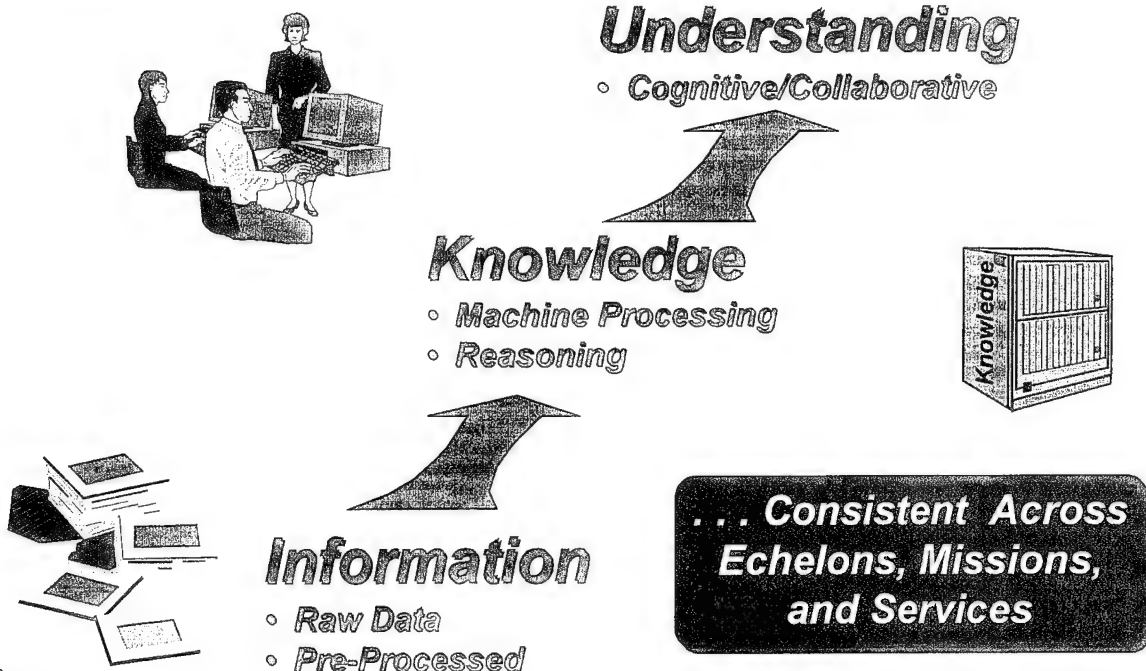 Understanding
◦ Cognitive/Collaborative
Knowledge
◦ Machine Processing
◦ Reasoning
Knowledge
Information
◦ Raw Data
◦ Pre-Processed
. . . Consistent Across
Echelons, Missions,
and Services